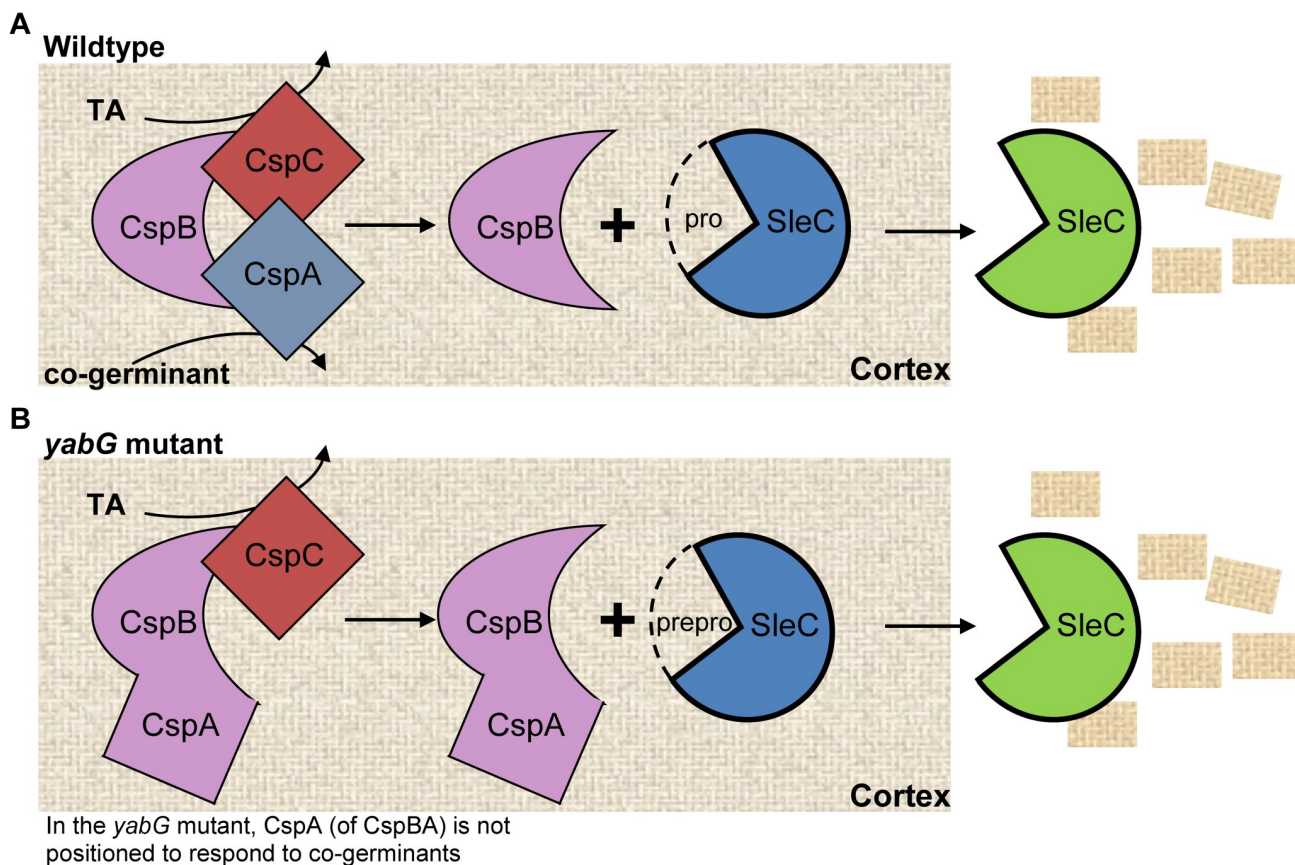 A
Wildtype
TA
CspC
CspB
CspA
co-germinant
CspB
+
pro
SleC
SleC
Cortex
B
yabG mutant
TA
CspC
CspB
CspA
CspB
CspA
+
prepro
SleC
SleC
Cortex
In the yabG mutant, CspA (of CspBA) is not
positioned to respond to co-germinants